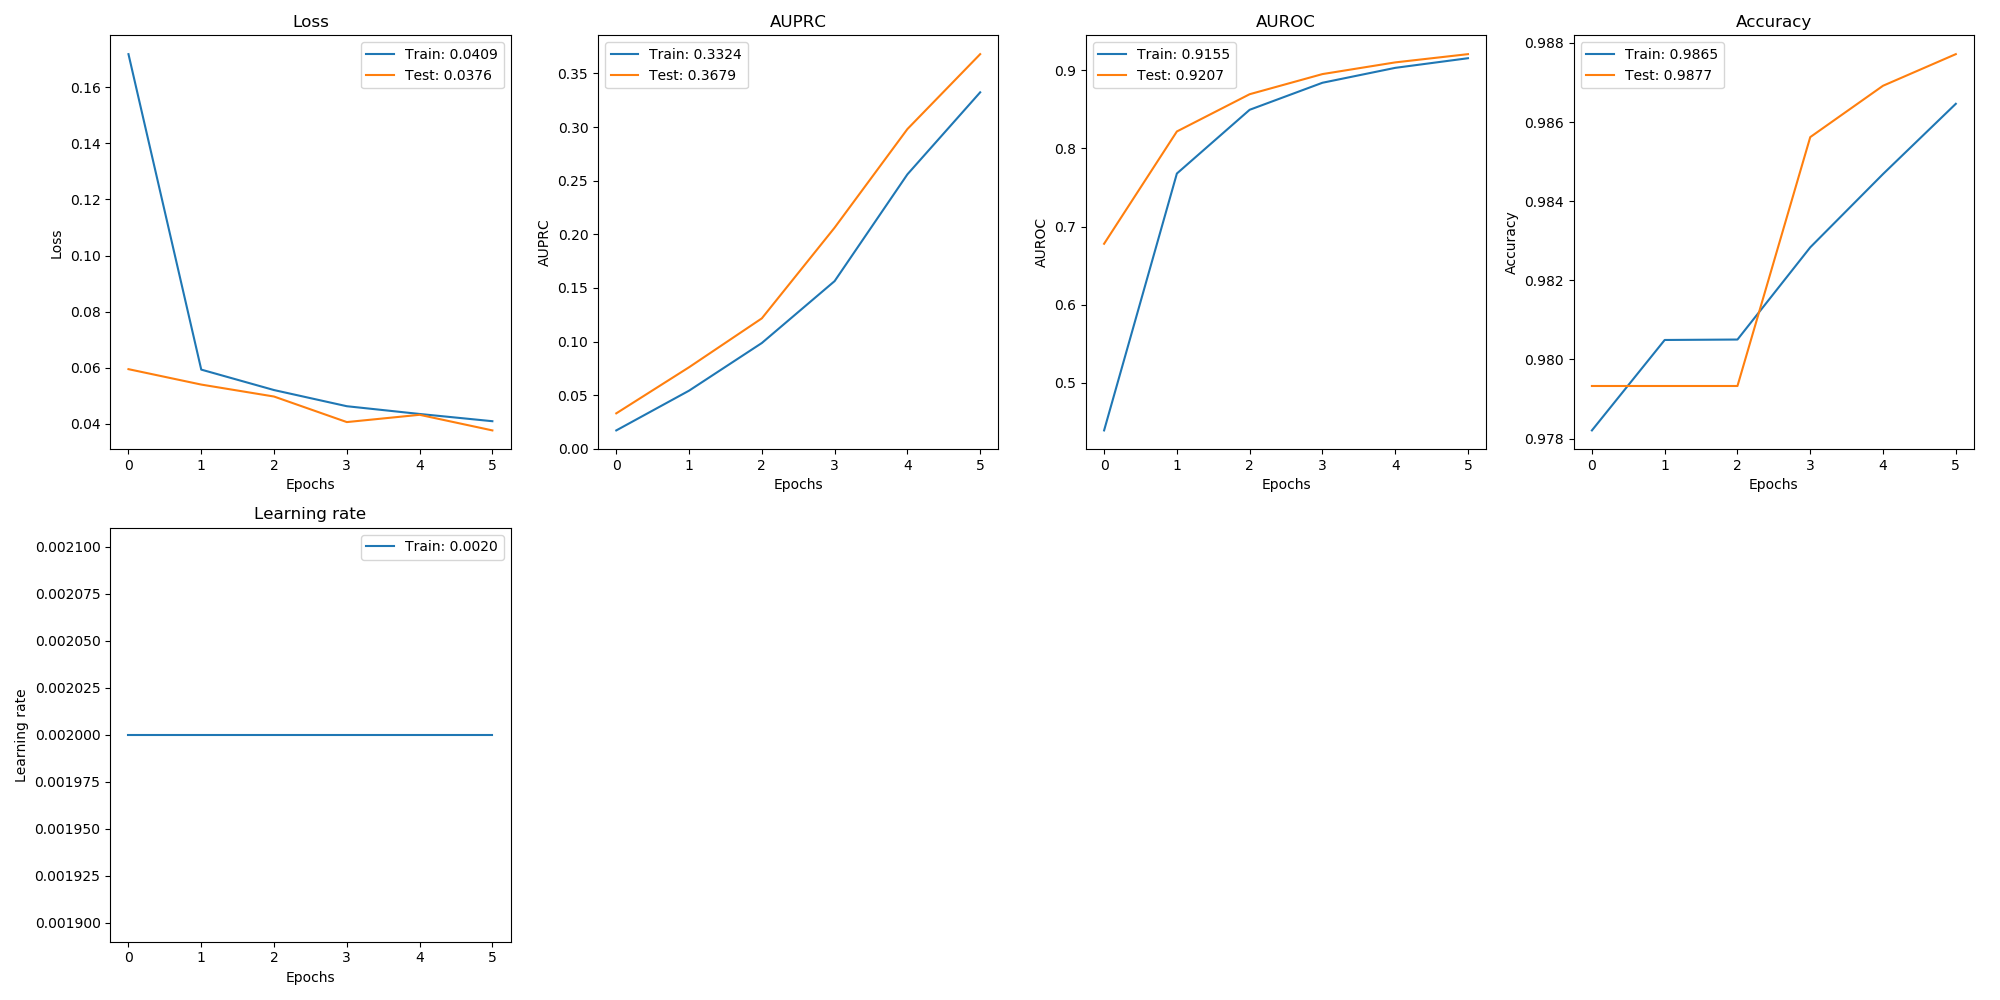 Loss
Train: 0.0409
Test: 0.0376
0.16
0.14
0.12
0.10
0.08
0.06
0.04
Loss
0 1 2 3 4 5
Epochs
AUPRC
Train: 0.3324
Test: 0.3679
0.35
0.30
0.25
0.20
0.15
0.10
0.05
0.00
AUPRC
0 1 2 3 4 5
Epochs
AUROC
Train: 0.9155
Test: 0.9207
0.9
0.8
0.7
0.6
0.5
AUROC
0 1 2 3 4 5
Epochs
Accuracy
Train: 0.9865
Test: 0.9877
0.988
0.986
0.984
0.982
0.980
0.978
Accuracy
0 1 2 3 4 5
Epochs
Learning rate
Train: 0.0020
0.002100
0.002075
0.002050
0.002025
0.002000
0.001975
0.001950
0.001925
0.001900
Learning rate
0 1 2 3 4 5
Epochs